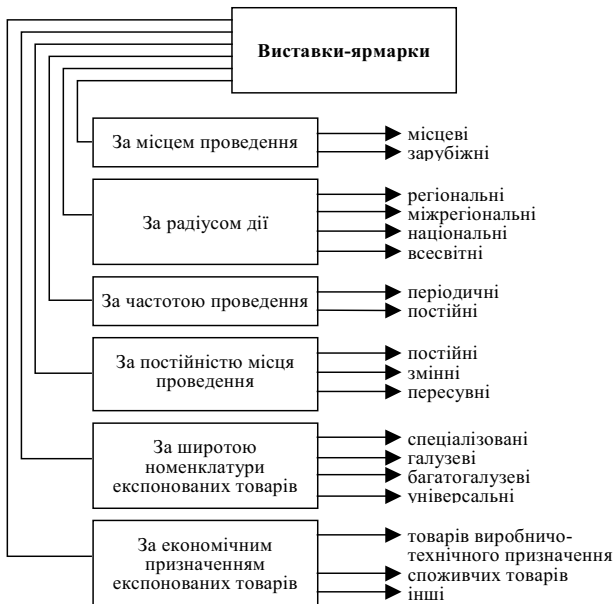 Виставки-ярмарки
За місцем проведення
місцеві
зарубіжні
За радіусом дії
регіональні
міжрегіональні
національні
всесвітні
За частотою проведення
періодичні
постійні
За постійністю місця
проведення
постійні
змінні
пересувні
За широтою
номенклатури
експонованих товарів
спеціалізовані
галузеві
багатогалузеві
універсальні
За економічним
призначенням
експонованих товарів
товарів виробничо-
технічного призначення
споживчих товарів
інші